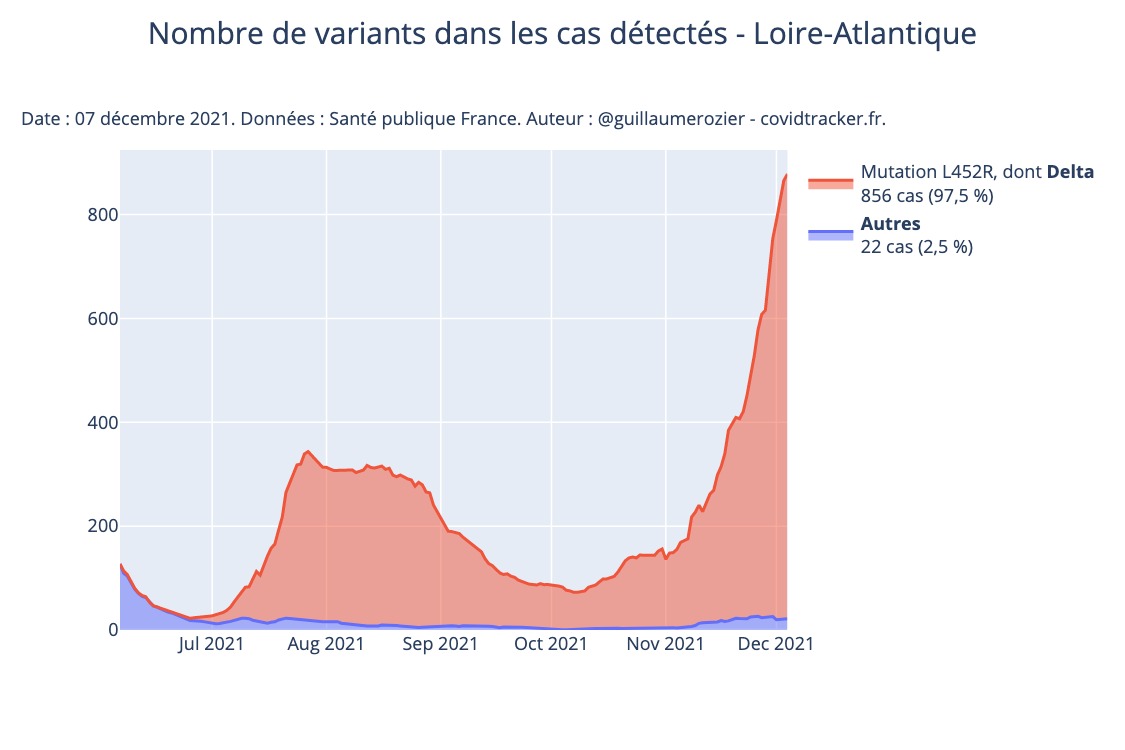 Nombre de variants dans les cas détectés - Loire-Atlantique
Date : 07 décembre 2021. Données : Santé publique France. Auteur : @guillaumerozier - covidtracker.fr.
Mutation L452R, dont Delta
856 cas (97,5 %)
Autres
22 cas (2,5 %)
800
600
400
200
0
Jul 2021 Aug 2021 Sep 2021 Oct 2021 Nov 2021 Dec 2021